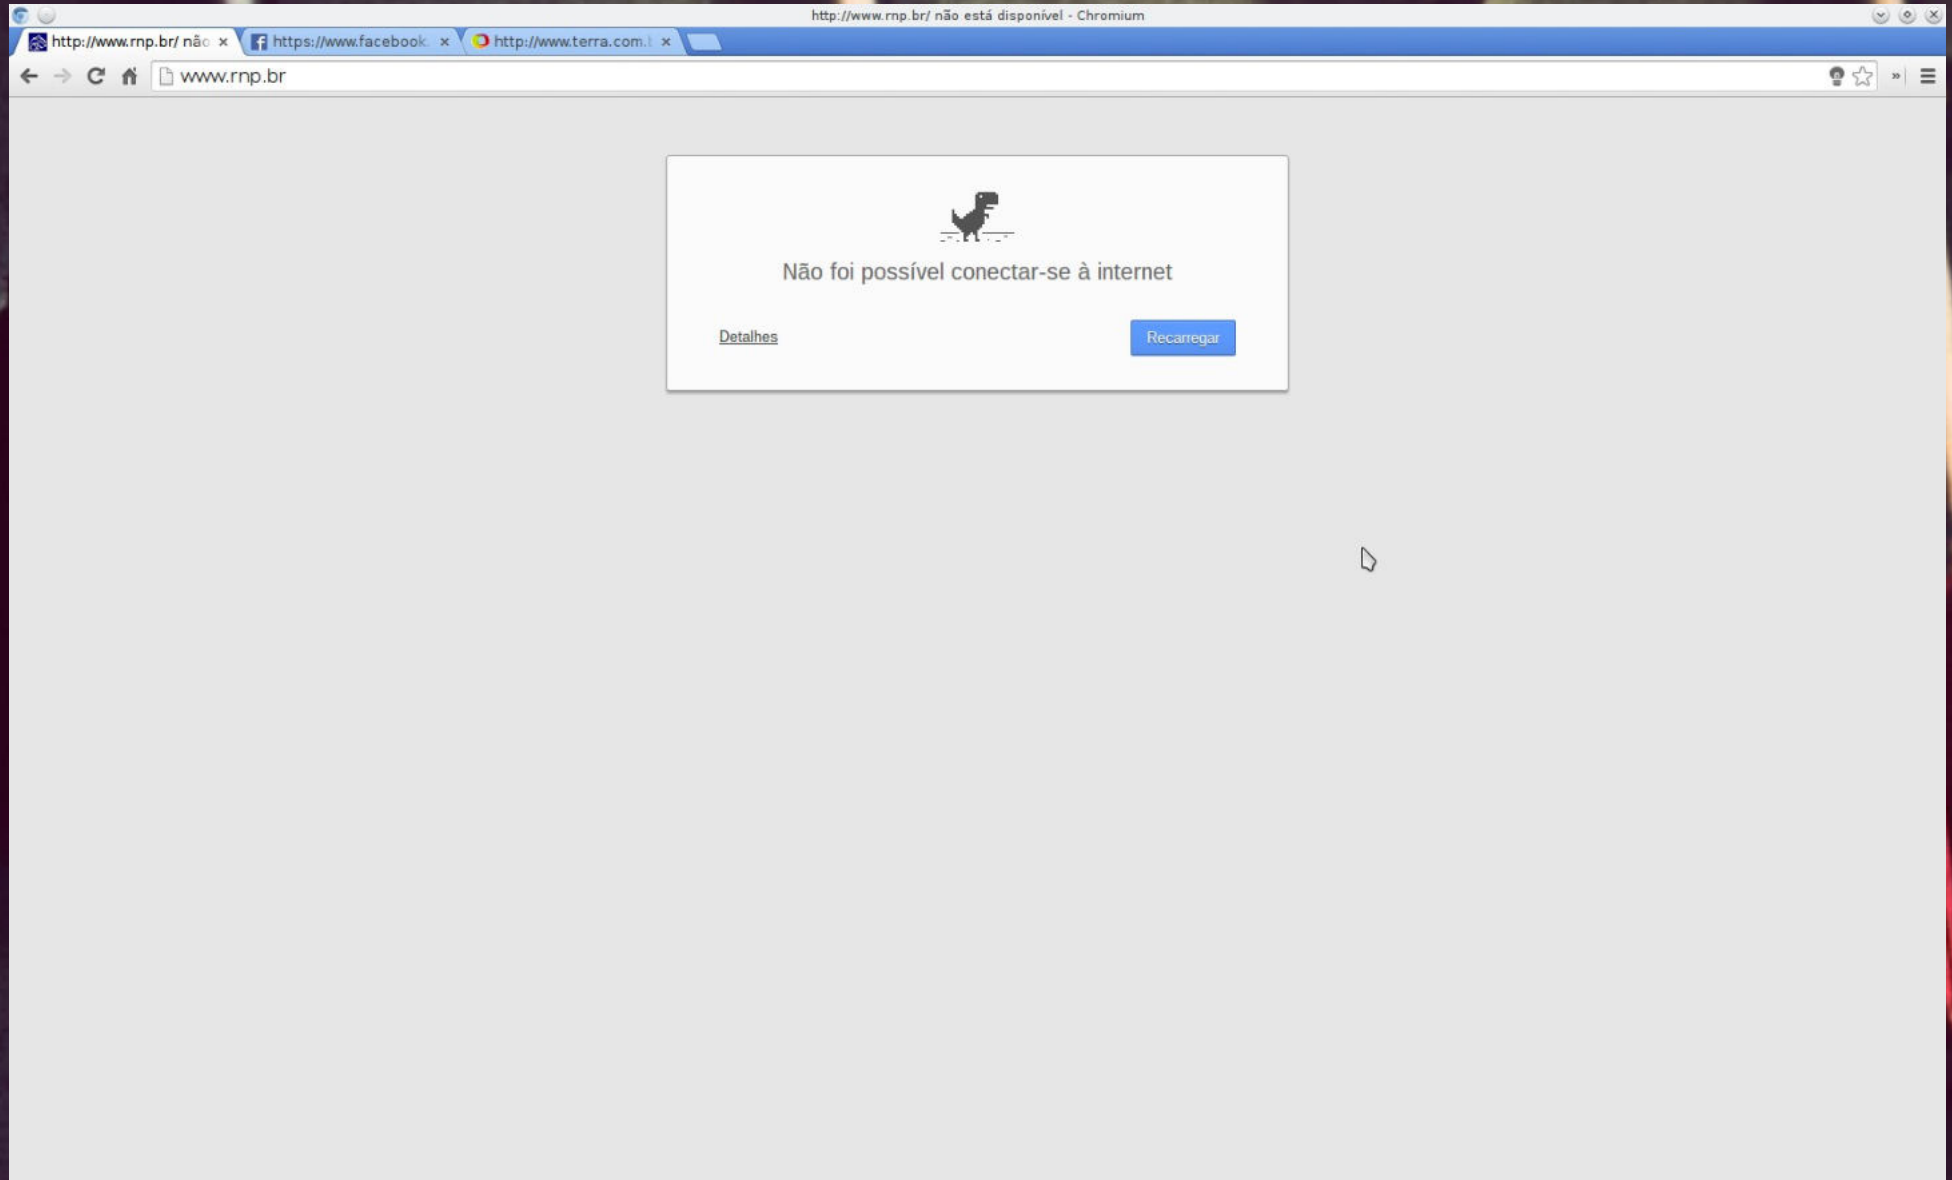 http://www.rnp.br/ não está disponível - Chromium
http://www.rnp.br/ não
https://www.facebook.
http://www.terra.com.b
www.rnp.br
Não foi possível conectar-se à internet
Detalhes
Recarregar